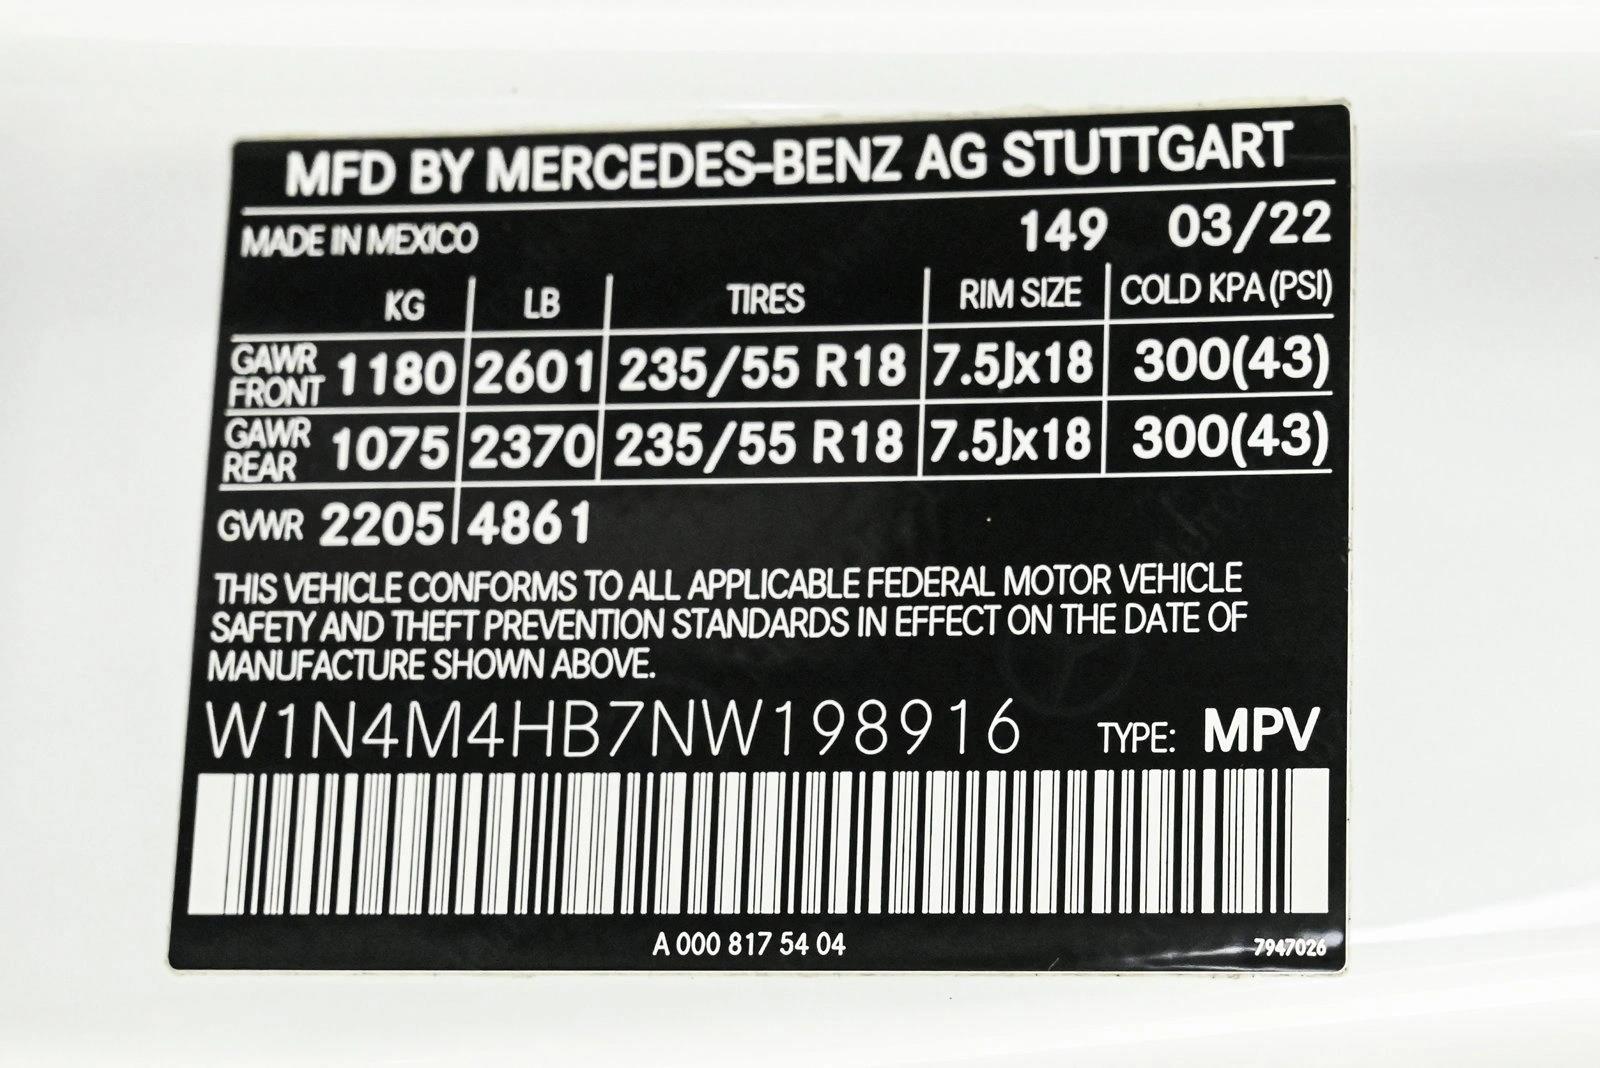 MFD BY MERCEDES-BENZ AG STUTTGART
MADE IN MEXICO 149 03/22
KG LB TIRES RIM SIZE COLD KPA (PSI)
GAWR FRONT 1180 2601 235/55 R18 7.5Jx18 300(43)
GAWR REAR 1075 2370 235/55 R18 7.5Jx18 300(43)
GVWR 2205 4861
THIS VEHICLE CONFORMS TO ALL APPLICABLE FEDERAL MOTOR VEHICLE
SAFETY AND THEFT PREVENTION STANDARDS IN EFFECT ON THE DATE OF
MANUFACTURE SHOWN ABOVE.
W1N4M4HB7NW198916 TYPE: MPV
A 000 817 54 04 7947026